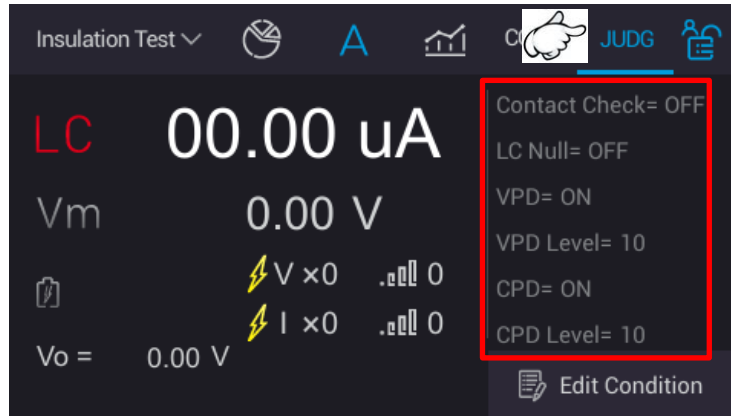 Insulation Test A C JUDG
LC 00.00 uA
Vm 0.00 V
V ×0 0
I ×0 0
Vo = 0.00 V
Contact Check= OFF
LC Null= OFF
VPD= ON
VPD Level= 10
CPD= ON
CPD Level= 10
Edit Condition